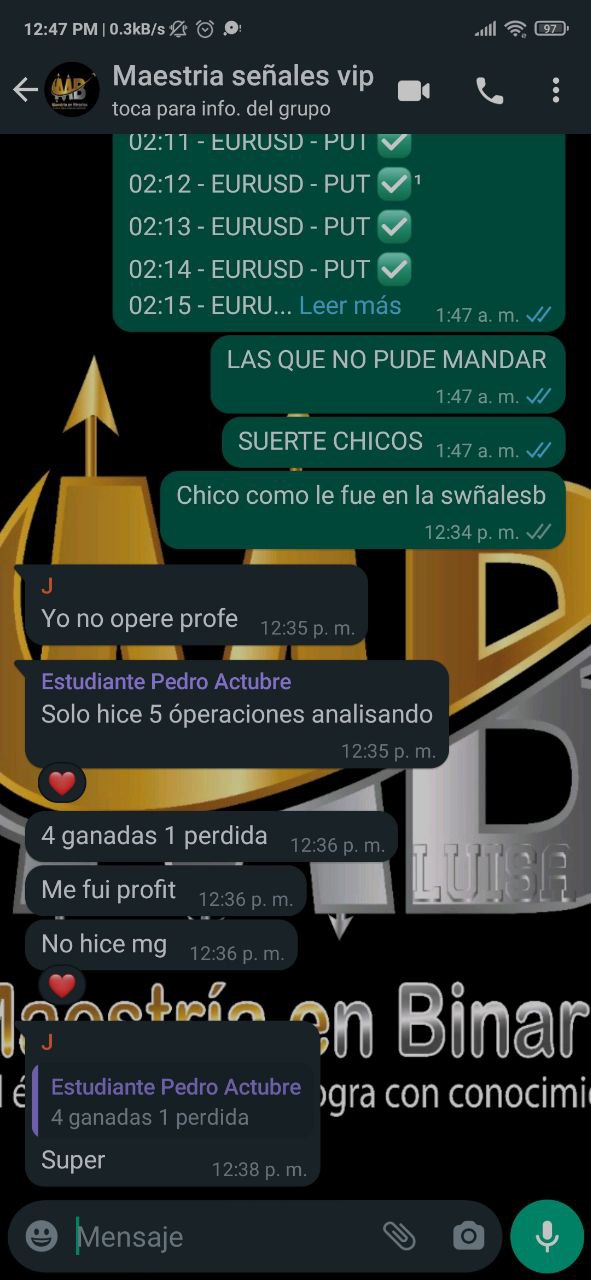 12:47 PM | 0.3kB/s
97
MB
Maestria señales vip
toca para info. del grupo
02:11 - EURUSD - PUT ✅
02:12 - EURUSD - PUT ✅¹
02:13 - EURUSD - PUT ✅
02:14 - EURUSD - PUT ✅
02:15 - EURU... Leer más
1:47 a. m.
LAS QUE NO PUDE MANDAR
1:47 a. m.
SUERTE CHICOS
1:47 a. m.
Chico como le fue en la swñalesb
12:34 p. m.
J
Yo no opere profe
12:35 p. m.
Estudiante Pedro Actubre
Solo hice 5 óperaciones analisando
12:35 p. m.
❤️
4 ganadas 1 perdida
12:36 p. m.
LUISA
Me fui profit
12:36 p. m.
No hice mg
12:36 p. m.
❤️
en Binar
J
Estudiante Pedro Actubre
4 ganadas 1 perdida
ogra con conocimi
Super
12:38 p. m.
Mensaje